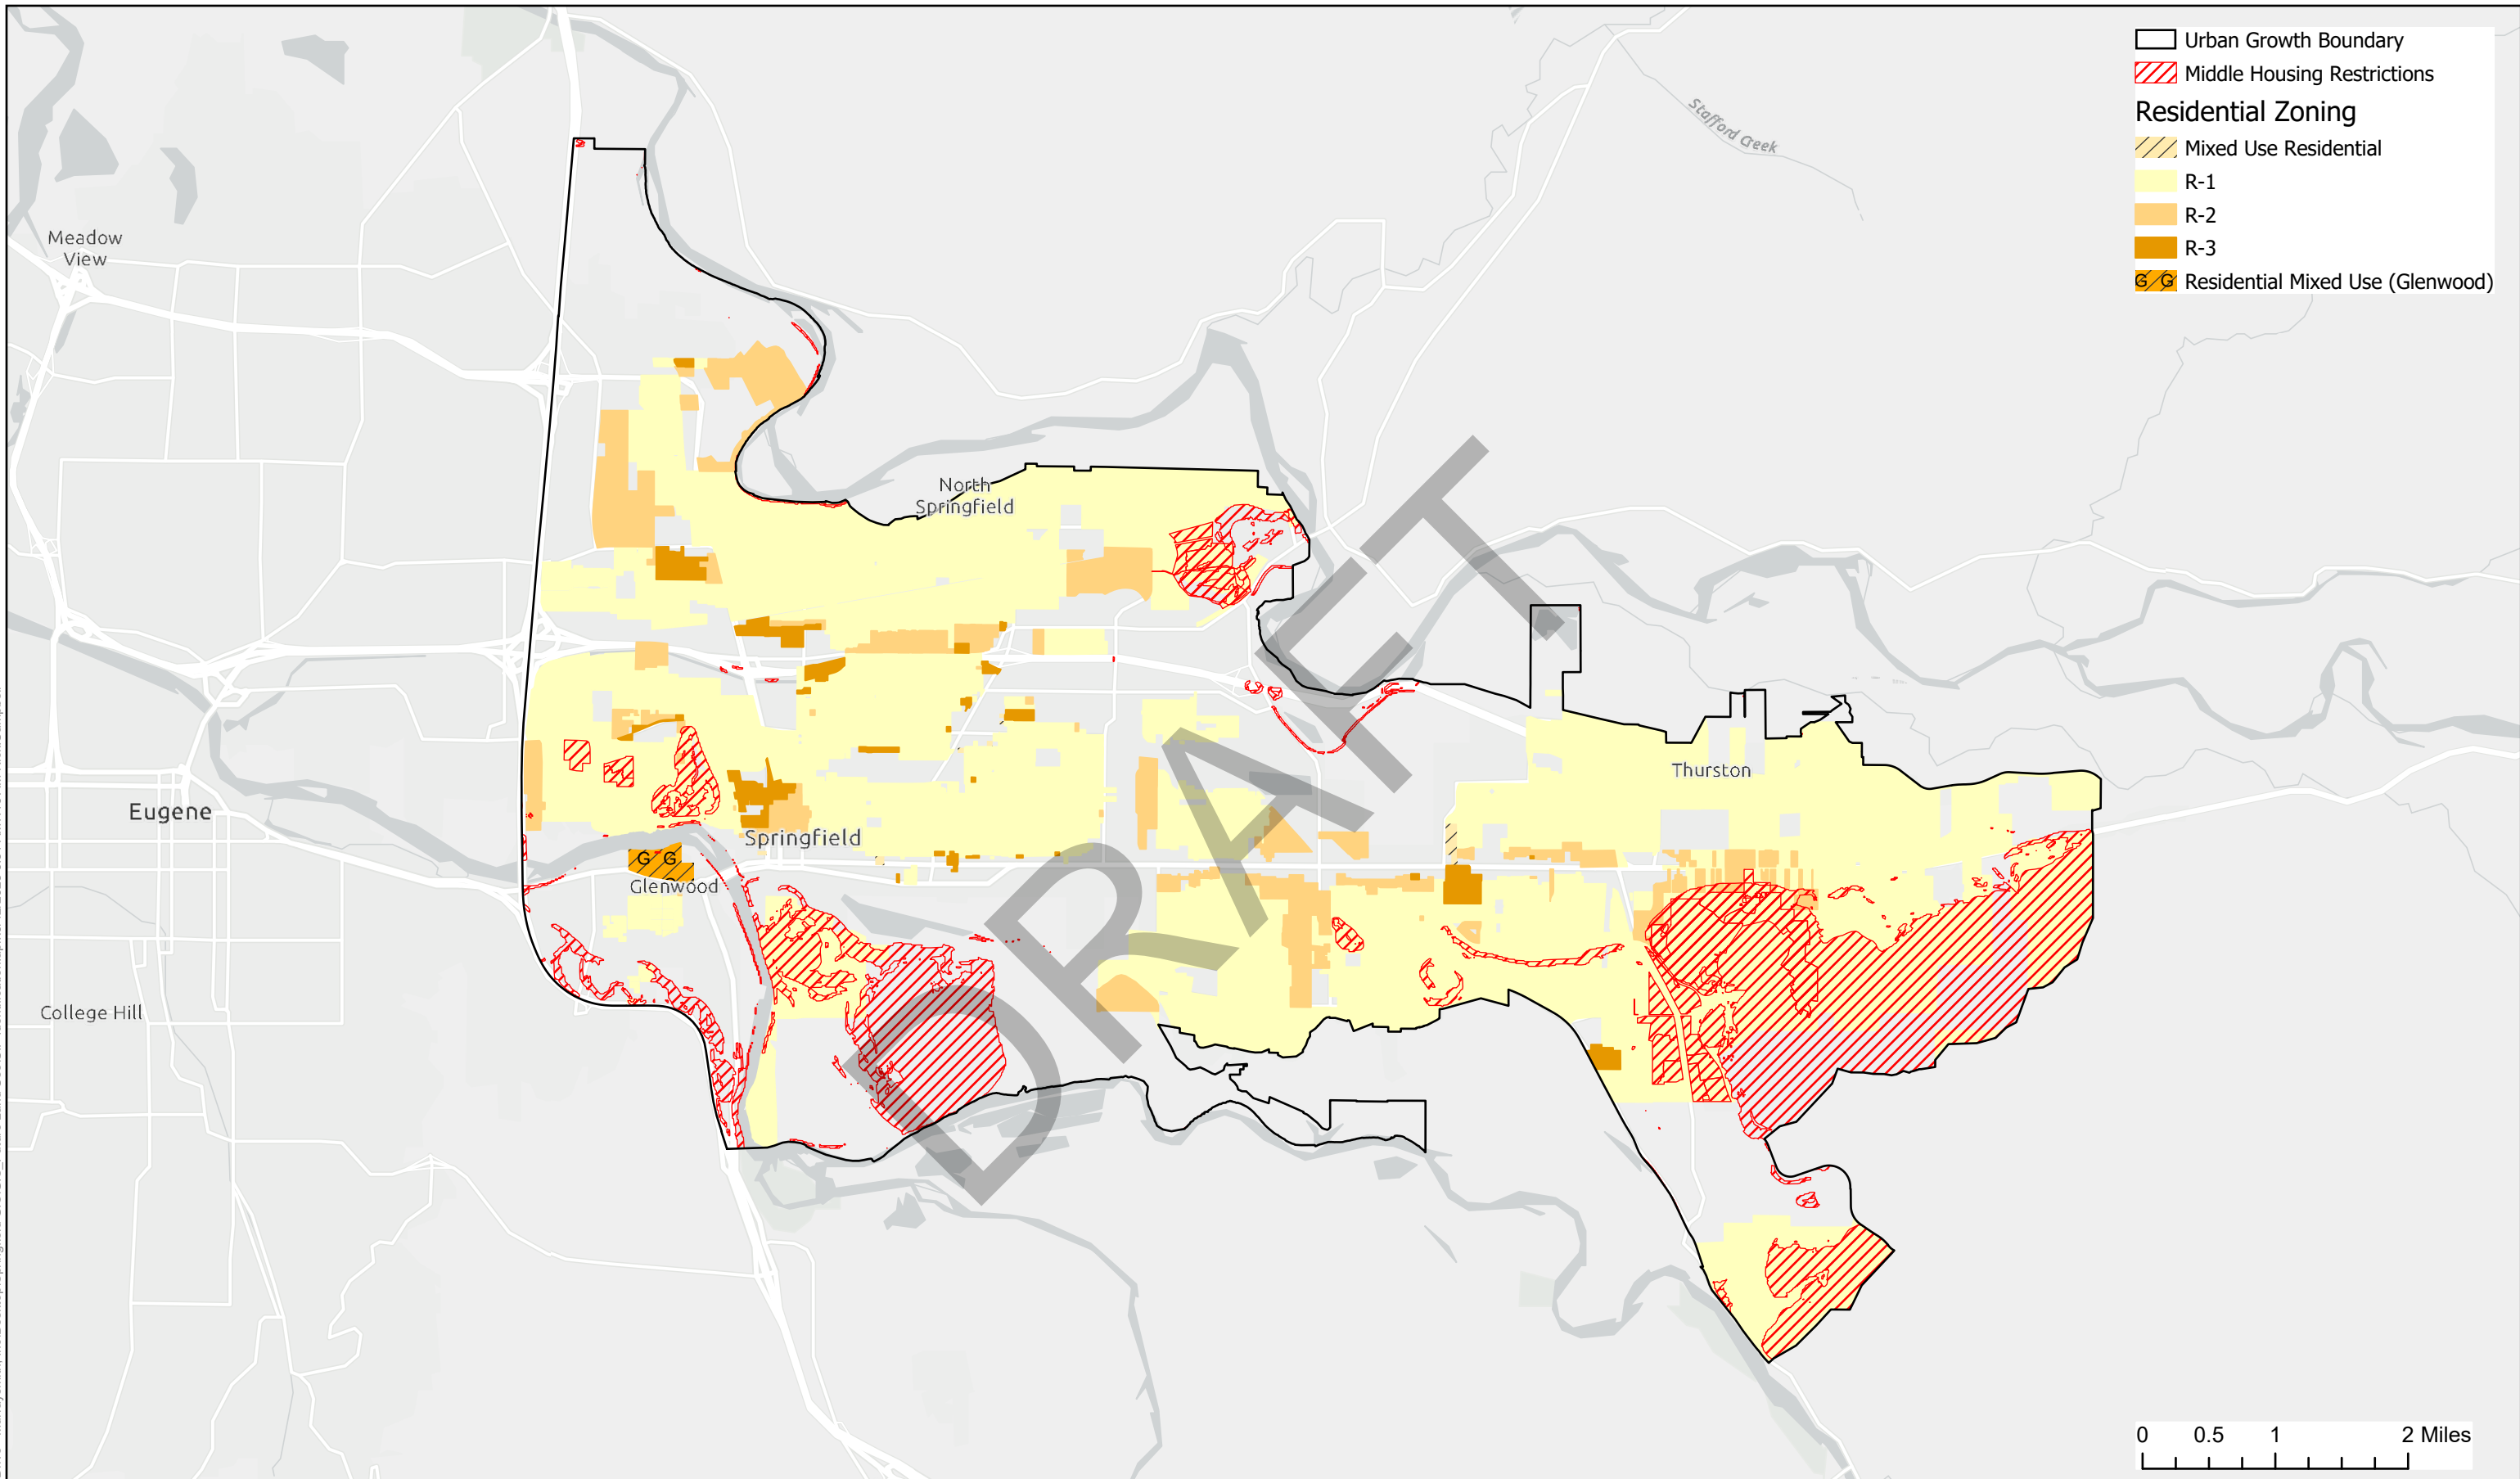 Urban Growth Boundary
Middle Housing Restrictions
Residential Zoning
Mixed Use Residential
R-1
R-2
R-3
G G Residential Mixed Use (Glenwood)
Stafford Creek
Meadow
View
North
Springfield
Thurston
Eugene
Springfield
G G
Glenwood
College Hill
DRAFT
0 0.5 1 2 Miles